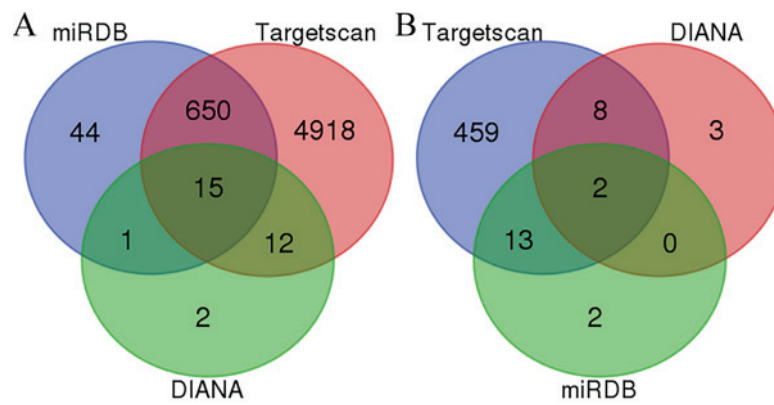 A
miRDB
Targetscan
44
650
4918
15
1
12
2
DIANA
B
Targetscan
DIANA
459
8
3
2
13
0
2
miRDB